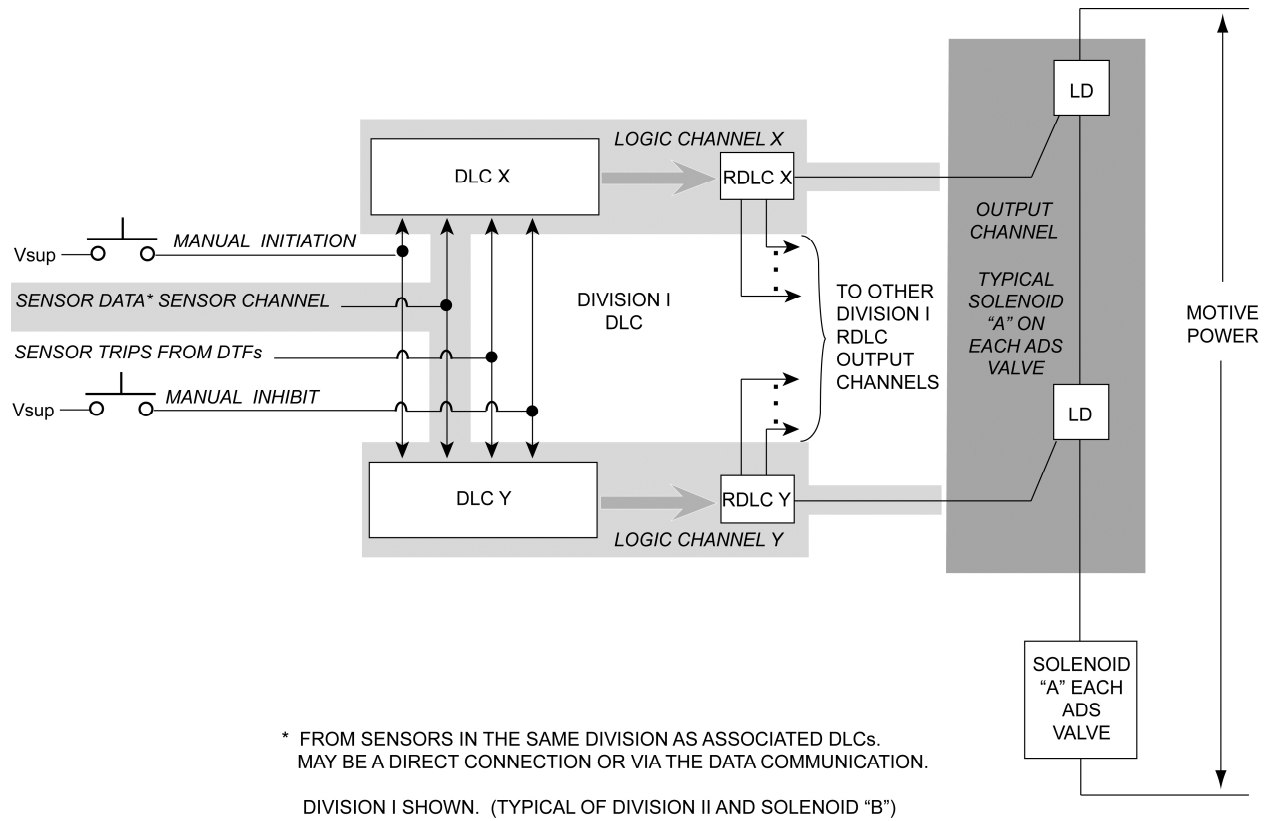 LD
LOGIC CHANNEL X
DLC X
RDLC X
OUTPUT
CHANNEL
Vsup
MANUAL INITIATION
SENSOR DATA* SENSOR CHANNEL
DIVISION I
DLC
TO OTHER
DIVISION I
RDLC
OUTPUT
CHANNELS
TYPICAL
SOLENOID
“A” ON
EACH ADS
VALVE
MOTIVE
POWER
SENSOR TRIPS FROM DTFs
Vsup
MANUAL INHIBIT
LD
DLC Y
RDLC Y
LOGIC CHANNEL Y
SOLENOID
“A” EACH
ADS
VALVE
* FROM SENSORS IN THE SAME DIVISION AS ASSOCIATED DLCs.
MAY BE A DIRECT CONNECTION OR VIA THE DATA COMMUNICATION.
DIVISION I SHOWN. (TYPICAL OF DIVISION II AND SOLENOID “B”)